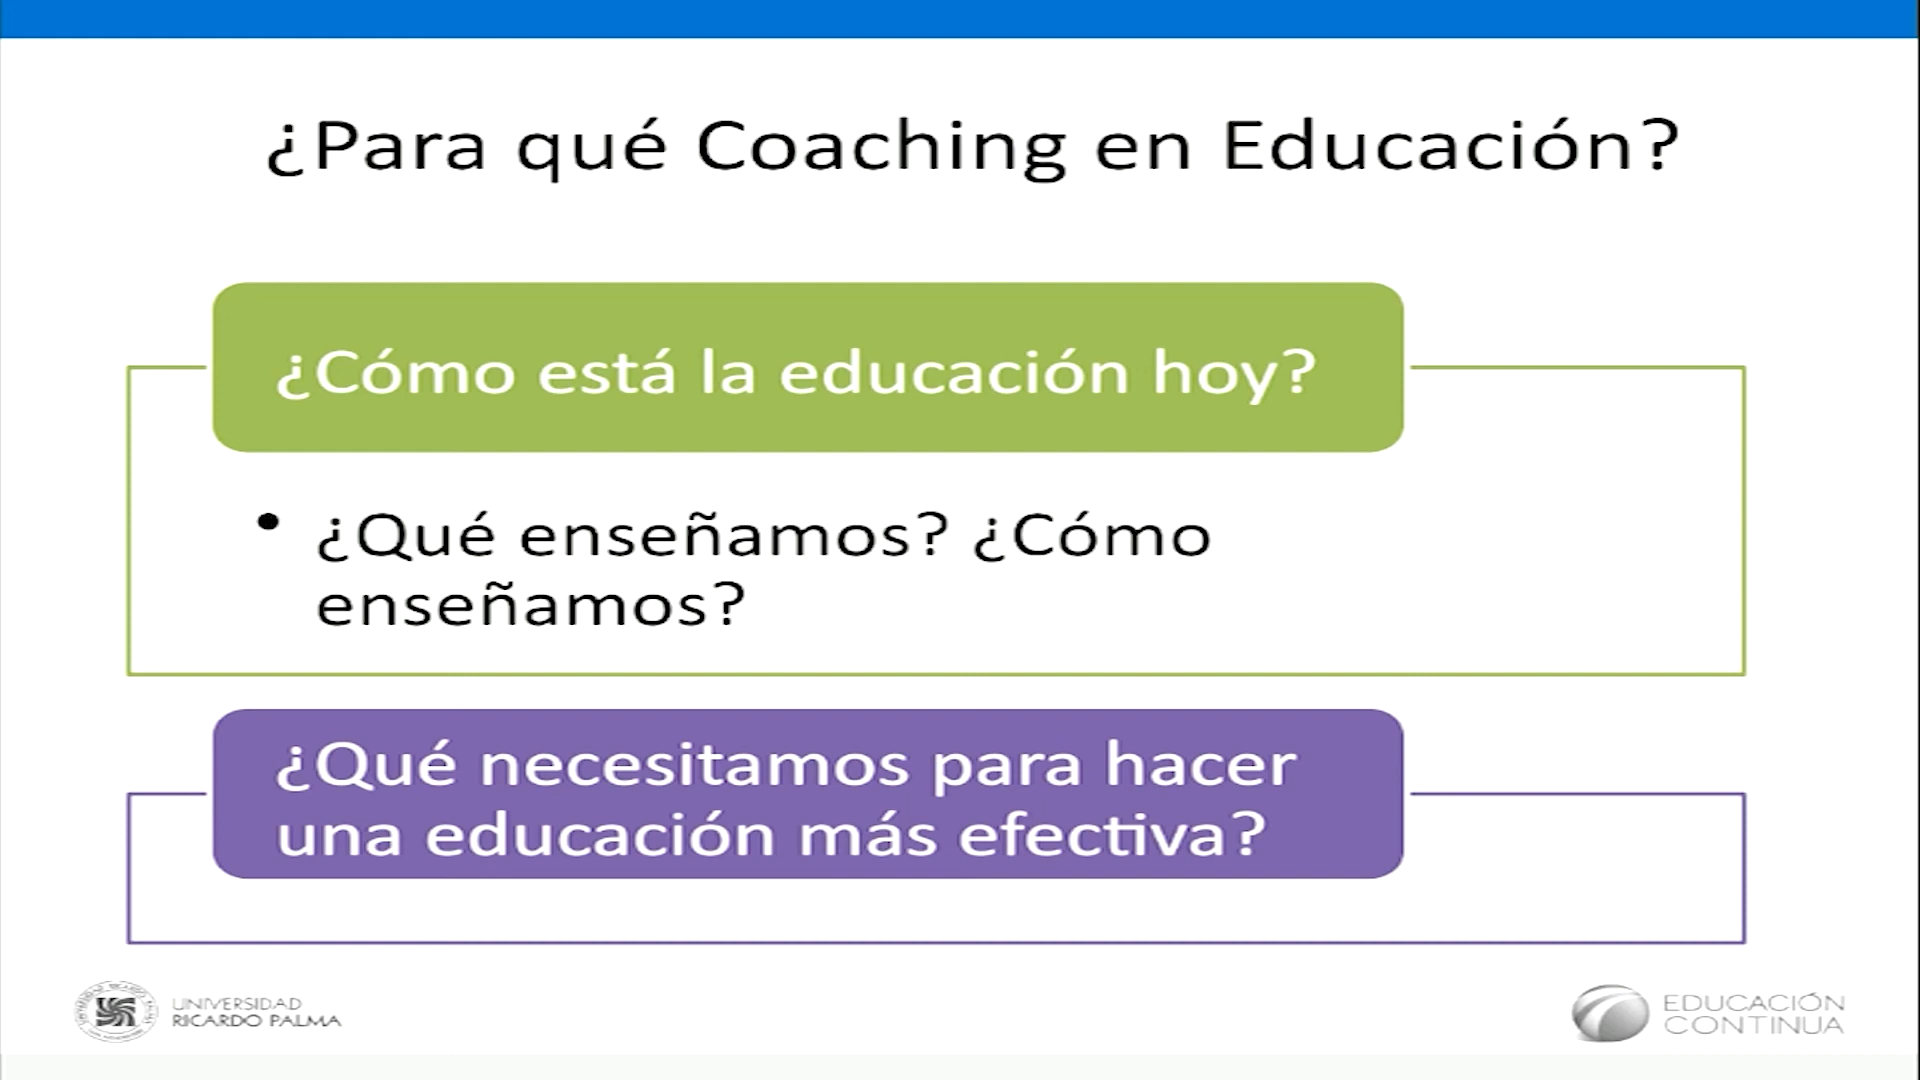 ¿Para qué Coaching en Educación?
¿Cómo está la educación hoy?
• ¿Qué enseñamos? ¿Cómo
enseñamos?
¿Qué necesitamos para hacer
una educación más efectiva?
UNIVERSIDAD
RICARDO PALMA
EDUCACIÓN
CONTINUA